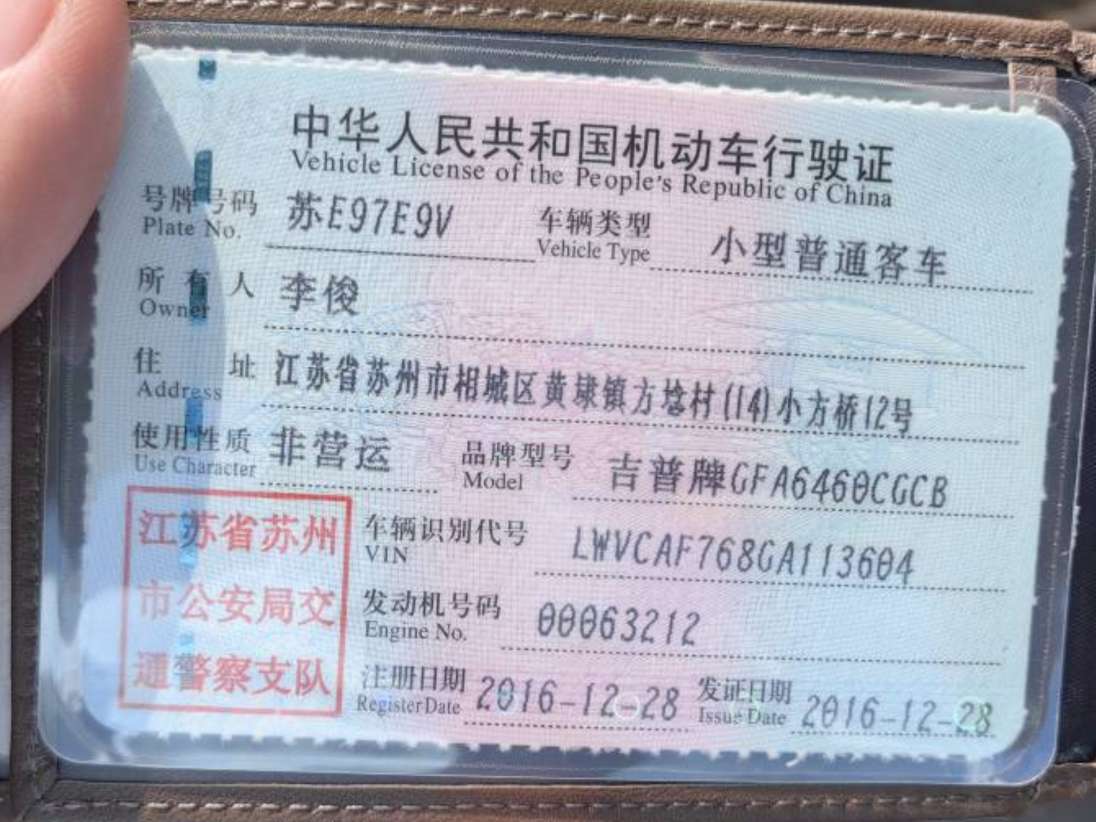 中华人民共和国机动车行驶证
Vehicle License of the People's Republic of China
号牌号码 苏E97E9V 车辆类型 小型普通客车
Plate No. Vehicle Type
所有人 李俊
Owner
住址 江苏省苏州市相城区黄埭镇方埝村(14)小方桥12号
Address
使用性质 非营运 品牌型号 吉普牌GFA6460CGCB
Use Character Model
江苏省苏州 车辆识别代号 LWVCAF768GA113604
VIN
市公安局交 发动机号码 00063212
Engine No.
通警察支队 注册日期 2016-12-28 发证日期 2016-12-28
Register Date Issue Date